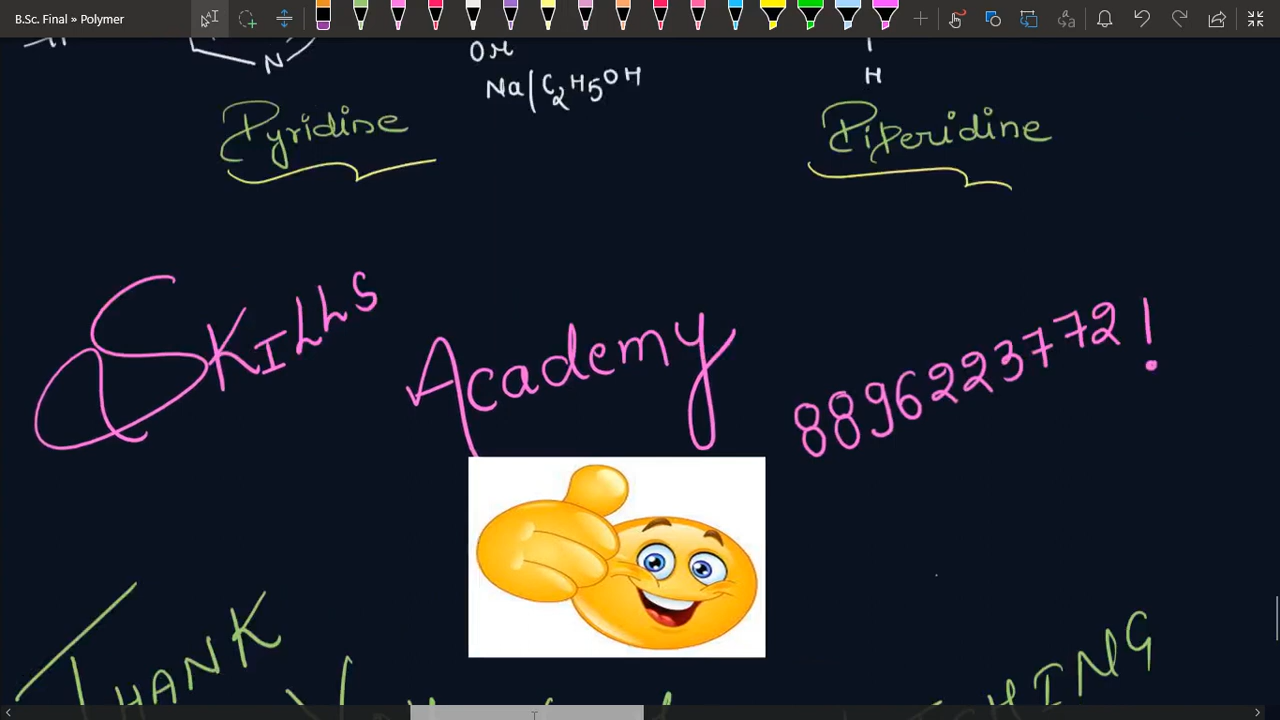 B.Sc. Final » Polymer
N
Or
Na/C2H5OH
H
Pyridine
Piperidine
SKILLS Academy 8896223772!
THANK